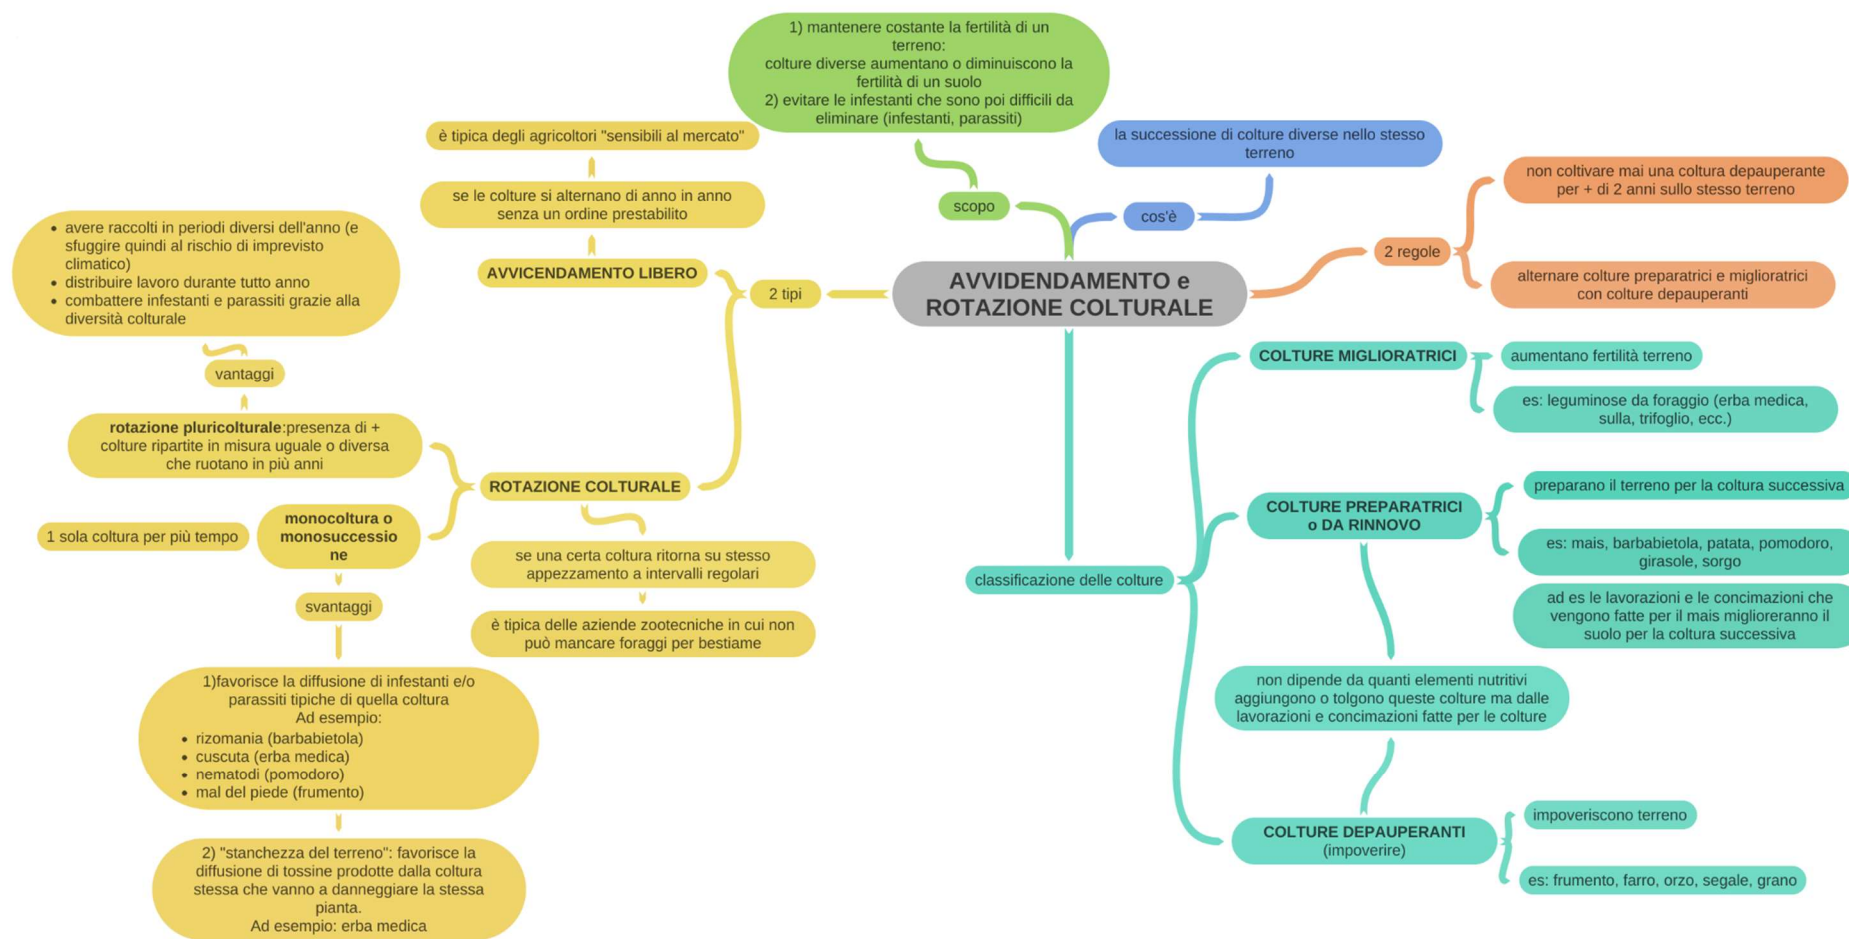 AVVIDENDAMENTO e
ROTAZIONE COLTURALE
scopo
1) mantenere costante la fertilità di un
terreno:
colture diverse aumentano o diminuiscono la
fertilità di un suolo
2) evitare le infestanti che sono poi difficili da
eliminare (infestanti, parassiti)
cos'è
la successione di colture diverse nello stesso
terreno
2 regole
non coltivare mai una coltura depauperante
per + di 2 anni sullo stesso terreno
alternare colture preparatrici e miglioratrici
con colture depauperanti
2 tipi
AVVICENDAMENTO LIBERO
se le colture si alternano di anno in anno
senza un ordine prestabilito
è tipica degli agricoltori "sensibili al mercato"
ROTAZIONE COLTURALE
se una certa coltura ritorna su stesso
appezzamento a intervalli regolari
è tipica delle aziende zootecniche in cui non
può mancare foraggi per bestiame
rotazione pluricolturale:presenza di +
colture ripartite in misura uguale o diversa
che ruotano in più anni
vantaggi
• avere raccolti in periodi diversi dell'anno (e
sfuggire quindi al rischio di imprevisto
climatico)
• distribuire lavoro durante tutto anno
• combattere infestanti e parassiti grazie alla
diversità colturale
monocoltura o
monosuccessio
ne
1 sola coltura per più tempo
svantaggi
1)favorisce la diffusione di infestanti e/o
parassiti tipiche di quella coltura
Ad esempio:
• rizomania (barbabietola)
• cuscuta (erba medica)
• nematodi (pomodoro)
• mal del piede (frumento)
2) "stanchezza del terreno": favorisce la
diffusione di tossine prodotte dalla coltura
stessa che vanno a danneggiare la stessa
pianta.
Ad esempio: erba medica
classificazione delle colture
COLTURE MIGLIORATRICI
aumentano fertilità terreno
es: leguminose da foraggio (erba medica,
sulla, trifoglio, ecc.)
COLTURE PREPARATRICI
o DA RINNOVO
preparano il terreno per la coltura successiva
es: mais, barbabietola, patata, pomodoro,
girasole, sorgo
ad es le lavorazioni e le concimazioni che
vengono fatte per il mais miglioreranno il
suolo per la coltura successiva
non dipende da quanti elementi nutritivi
aggiungono o tolgono queste colture ma dalle
lavorazioni e concimazioni fatte per le colture
COLTURE DEPAUPERANTI
(impoverire)
impoveriscono terreno
es: frumento, farro, orzo, segale, grano